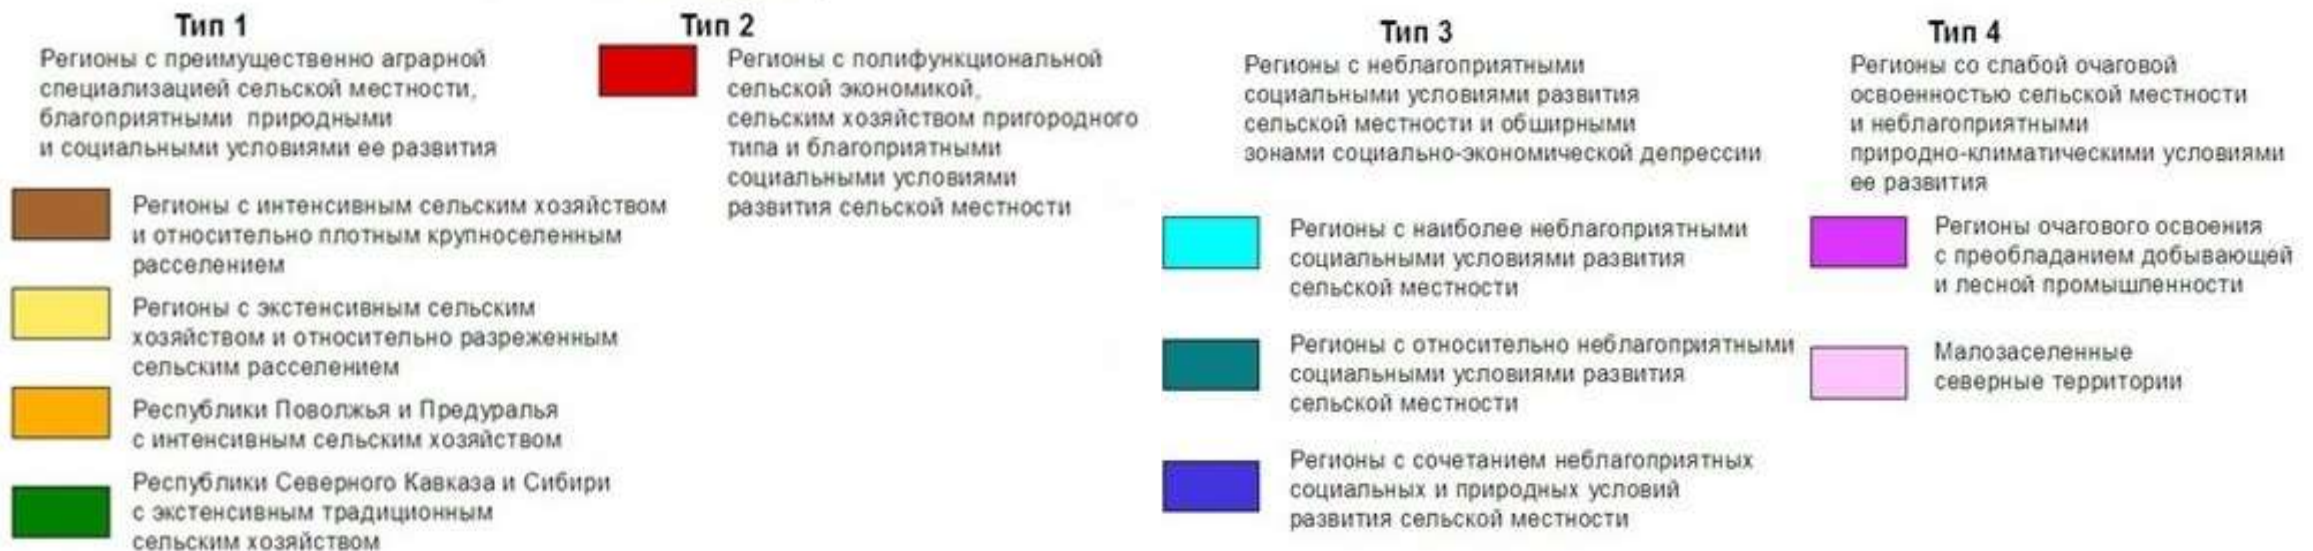 Тип 1
Регионы с преимущественно аграрной
специализацией сельской местности,
благоприятными природными
и социальными условиями ее развития
Регионы с интенсивным сельским хозяйством
и относительно плотным крупноселенным
расселением
Регионы с экстенсивным сельским
хозяйством и относительно разреженным
сельским расселением
Республики Поволжья и Предуралья
с интенсивным сельским хозяйством
Республики Северного Кавказа и Сибири
с экстенсивным традиционным
сельским хозяйством
Тип 2
Регионы с полифункциональной
сельской экономикой,
сельским хозяйством пригородного
типа и благоприятными
социальными условиями
развития сельской местности
Тип 3
Регионы с неблагоприятными
социальными условиями развития
сельской местности и обширными
зонами социально-экономической депрессии
Регионы с наиболее неблагоприятными
социальными условиями развития
сельской местности
Регионы с относительно неблагоприятными
социальными условиями развития
сельской местности
Регионы с сочетанием неблагоприятных
социальных и природных условий
развития сельской местности
Тип 4
Регионы со слабой очаговой
освоенностью сельской местности
и неблагоприятными
природно-климатическими условиями
ее развития
Регионы очагового освоения
с преобладанием добывающей
и лесной промышленности
Малозаселенные
северные территории